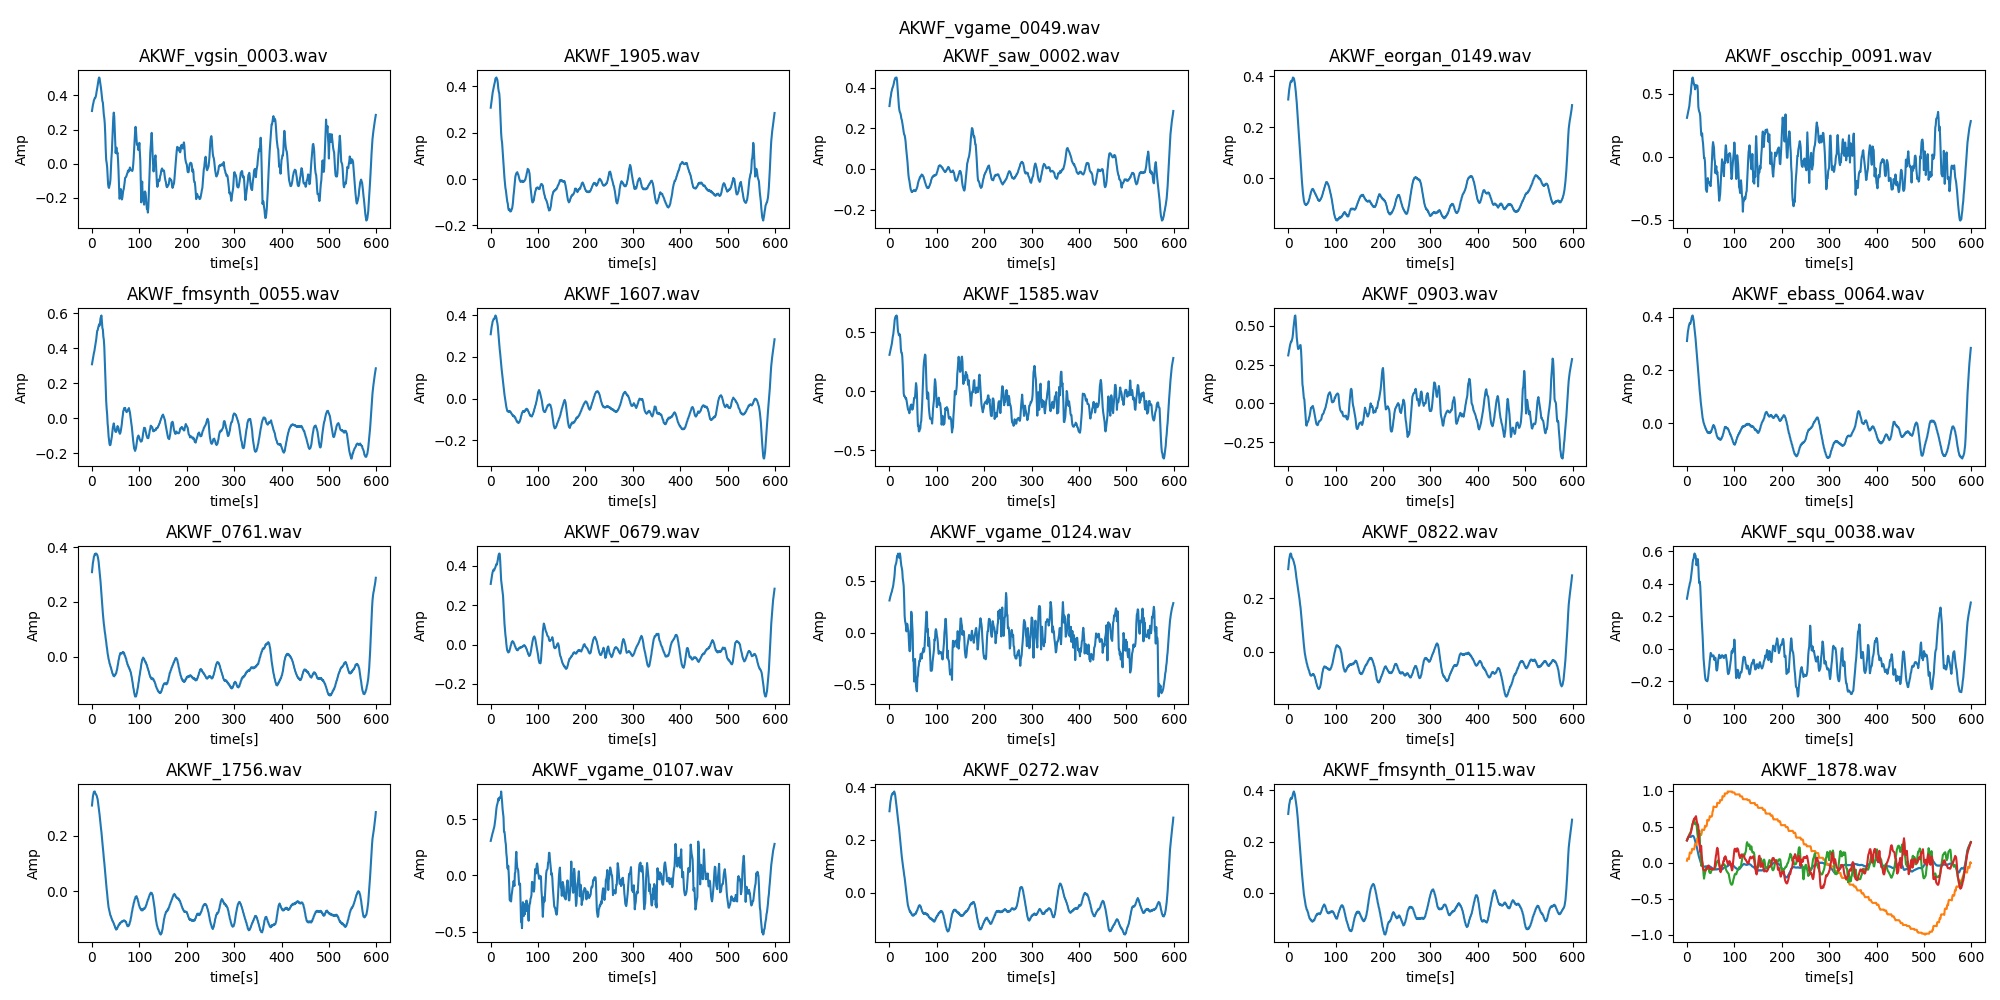 AKWF_vgame_0049.wav
AKWF_vgsin_0003.wav
AKWF_1905.wav
AKWF_saw_0002.wav
AKWF_eorgan_0149.wav
AKWF_oscchip_0091.wav
Amp 0.4 0.2 0.0 −0.2
Amp 0.4 0.2 0.0 −0.2
Amp 0.4 0.2 0.0 −0.2
Amp 0.4 0.2 0.0
Amp 0.5 0.0 −0.5
0 100 200 300 400 500 600
0 100 200 300 400 500 600
0 100 200 300 400 500 600
0 100 200 300 400 500 600
0 100 200 300 400 500 600
time[s]
time[s]
time[s]
time[s]
time[s]
AKWF_fmsynth_0055.wav
AKWF_1607.wav
AKWF_1585.wav
AKWF_0903.wav
AKWF_ebass_0064.wav
Amp 0.6 0.4 0.2 0.0 −0.2
Amp 0.4 0.2 0.0 −0.2
Amp 0.5 0.0 −0.5
Amp 0.50 0.25 0.00 −0.25
Amp 0.4 0.2 0.0
0 100 200 300 400 500 600
0 100 200 300 400 500 600
0 100 200 300 400 500 600
0 100 200 300 400 500 600
0 100 200 300 400 500 600
time[s]
time[s]
time[s]
time[s]
time[s]
AKWF_0761.wav
AKWF_0679.wav
AKWF_vgame_0124.wav
AKWF_0822.wav
AKWF_squ_0038.wav
Amp 0.4 0.2 0.0
Amp 0.4 0.2 0.0 −0.2
Amp 0.5 0.0 −0.5
Amp 0.2 0.0
Amp 0.6 0.4 0.2 0.0 −0.2
0 100 200 300 400 500 600
0 100 200 300 400 500 600
0 100 200 300 400 500 600
0 100 200 300 400 500 600
0 100 200 300 400 500 600
time[s]
time[s]
time[s]
time[s]
time[s]
AKWF_1756.wav
AKWF_vgame_0107.wav
AKWF_0272.wav
AKWF_fmsynth_0115.wav
AKWF_1878.wav
Amp 0.2 0.0
Amp 0.5 0.0 −0.5
Amp 0.4 0.2 0.0
Amp 0.4 0.2 0.0
Amp 1.0 0.5 0.0 −0.5 −1.0
0 100 200 300 400 500 600
0 100 200 300 400 500 600
0 100 200 300 400 500 600
0 100 200 300 400 500 600
0 100 200 300 400 500 600
time[s]
time[s]
time[s]
time[s]
time[s]